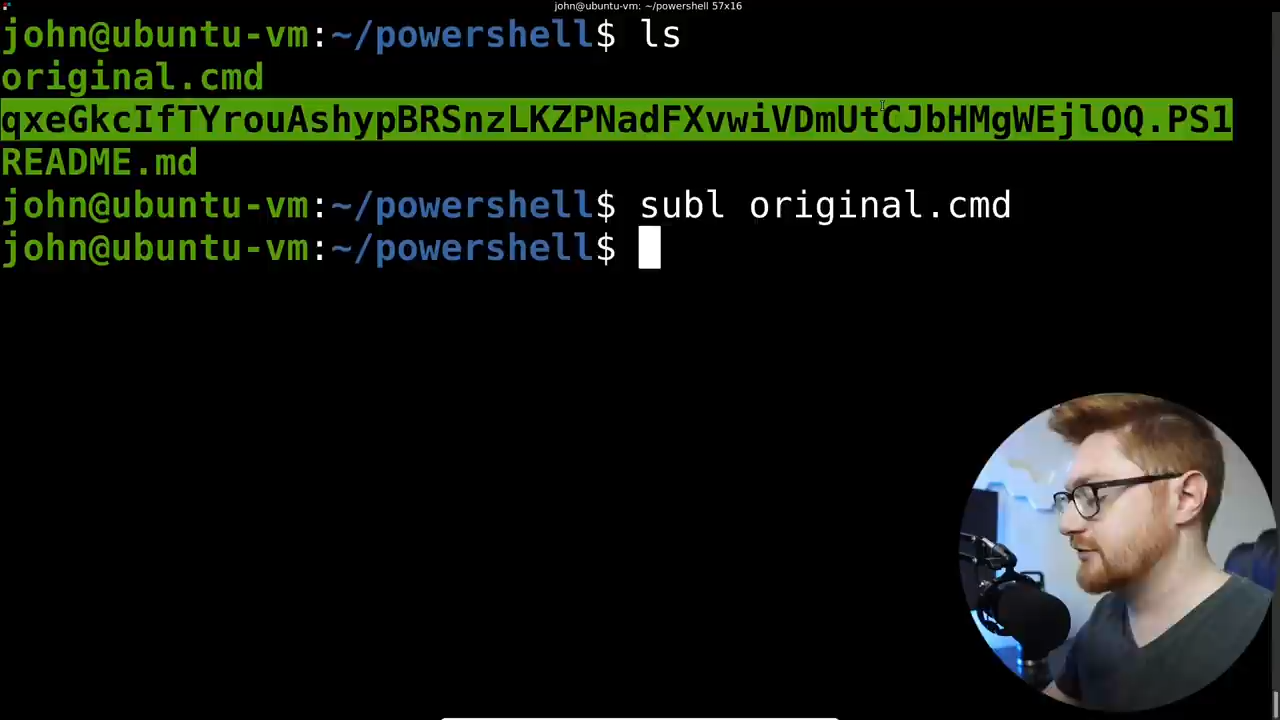 john@ubuntu-vm: ~/powershell 57x16
john@ubuntu-vm:~/powershell$ ls
original.cmd
qxeGkcIfTYrouAshypBRSnzLKZPNadFXvwiVDmUtCJbHMgWEjlOQ.PS1
README.md
john@ubuntu-vm:~/powershell$ subl original.cmd
john@ubuntu-vm:~/powershell$